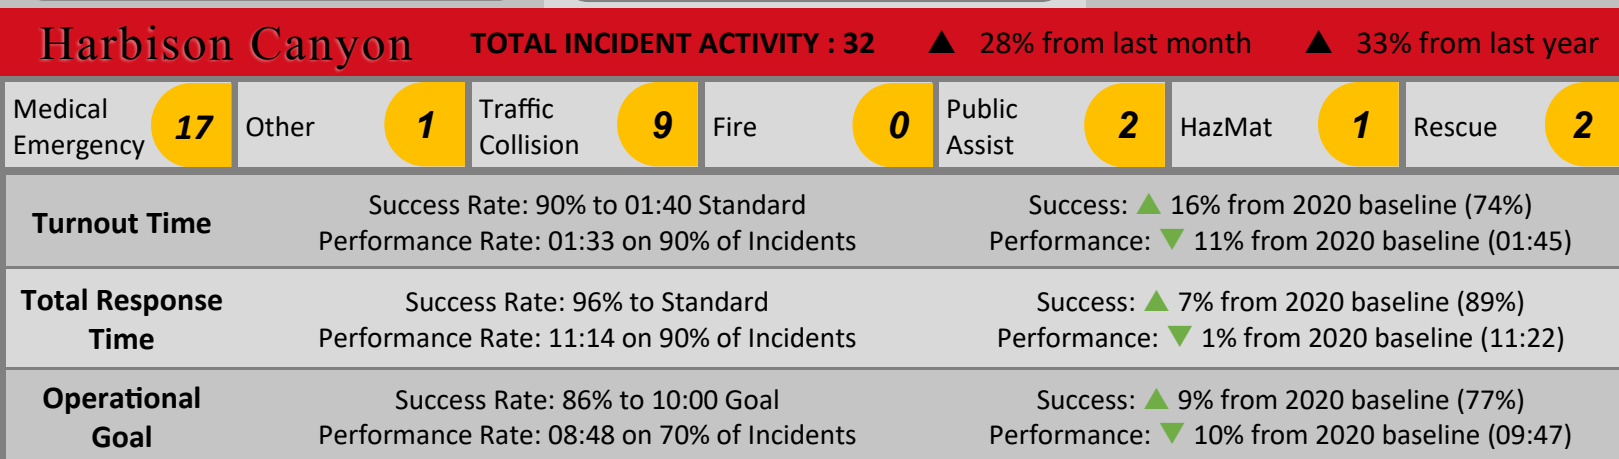 Harbison Canyon TOTAL INCIDENT ACTIVITY : 32 ▲ 28% from last month ▲ 33% from last year
Medical Emergency 17
Other 1
Traffic Collision 9
Fire 0
Public Assist 2
HazMat 1
Rescue 2
Turnout Time
Success Rate: 90% to 01:40 Standard
Performance Rate: 01:33 on 90% of Incidents
Success: ▲ 16% from 2020 baseline (74%)
Performance: ▼ 11% from 2020 baseline (01:45)
Total Response
Time
Success Rate: 96% to Standard
Performance Rate: 11:14 on 90% of Incidents
Success: ▲ 7% from 2020 baseline (89%)
Performance: ▼ 1% from 2020 baseline (11:22)
Operational
Goal
Success Rate: 86% to 10:00 Goal
Performance Rate: 08:48 on 70% of Incidents
Success: ▲ 9% from 2020 baseline (77%)
Performance: ▼ 10% from 2020 baseline (09:47)